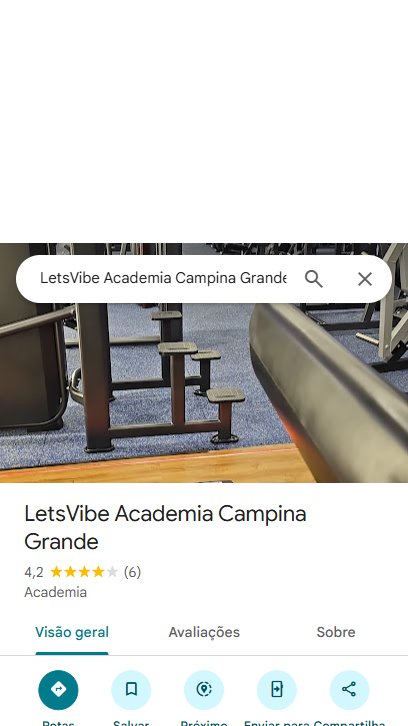 LetsVibe Academia Campina Grande
LetsVibe Academia Campina
Grande
4,2 (6)
Academia
Visão geral Avaliações Sobre
Rotas Salvar Próximo Enviar para Compartilha